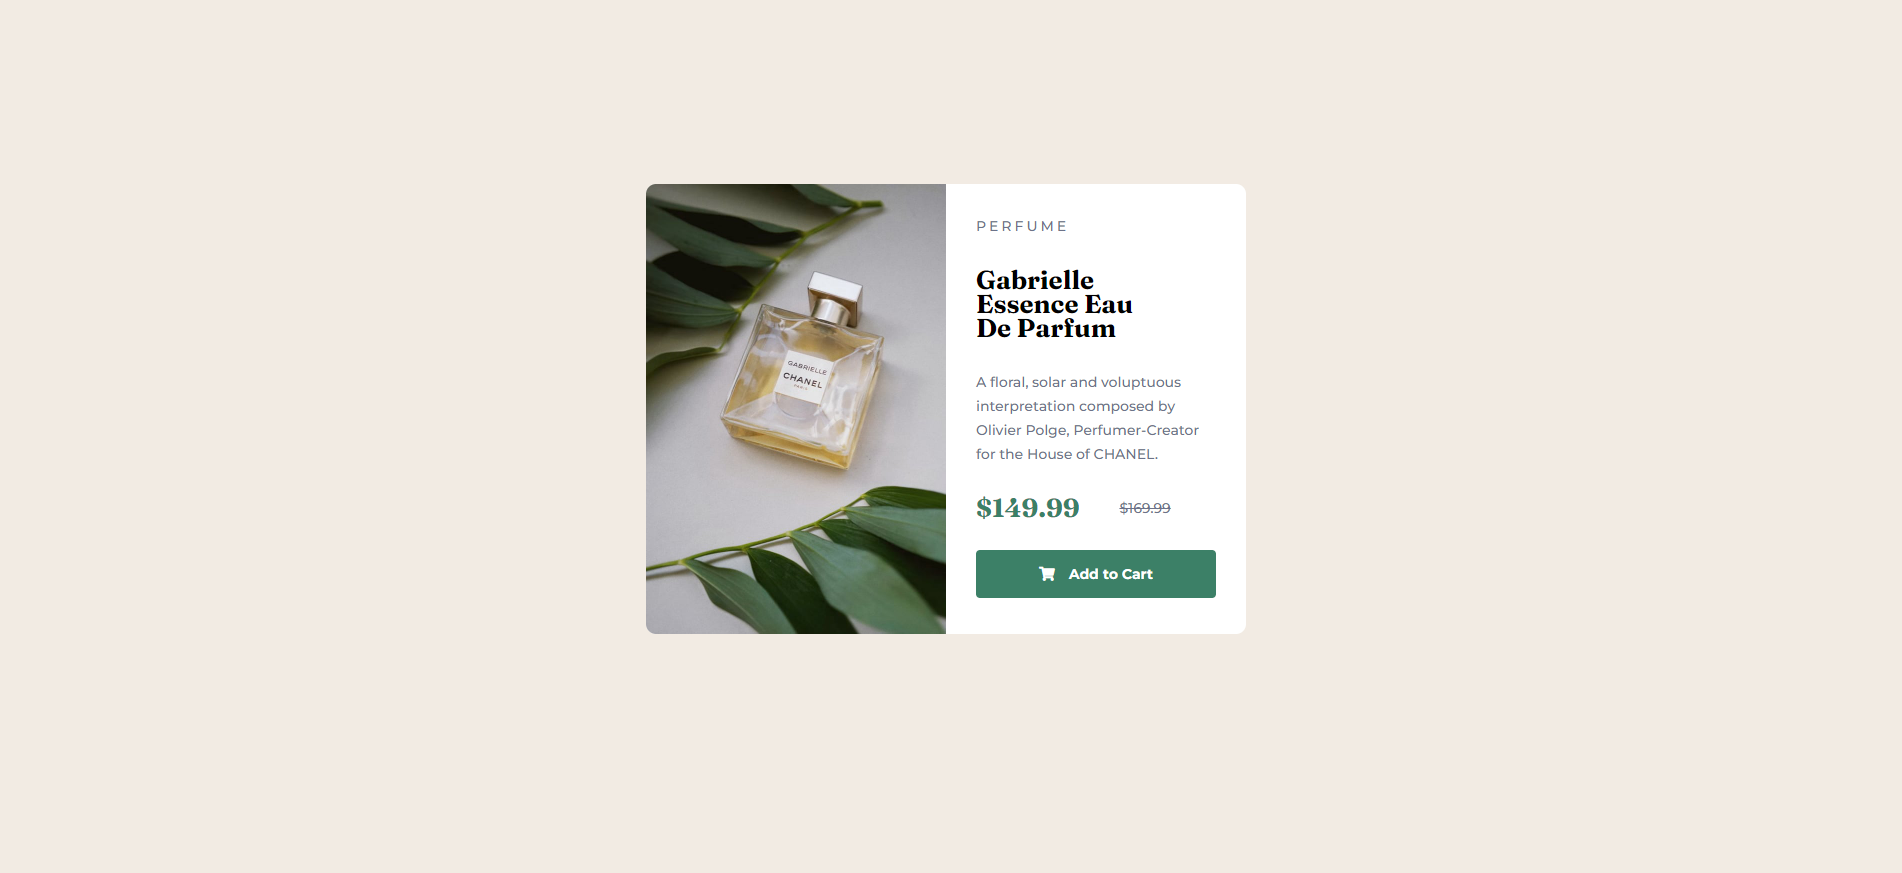 GABRIELLE
CHANEL
PARIS
PERFUME
Gabrielle
Essence Eau
De Parfum
A floral, solar and voluptuous
interpretation composed by
Olivier Polge, Perfumer-Creator
for the House of CHANEL.
$149.99 $169.99
Add to Cart